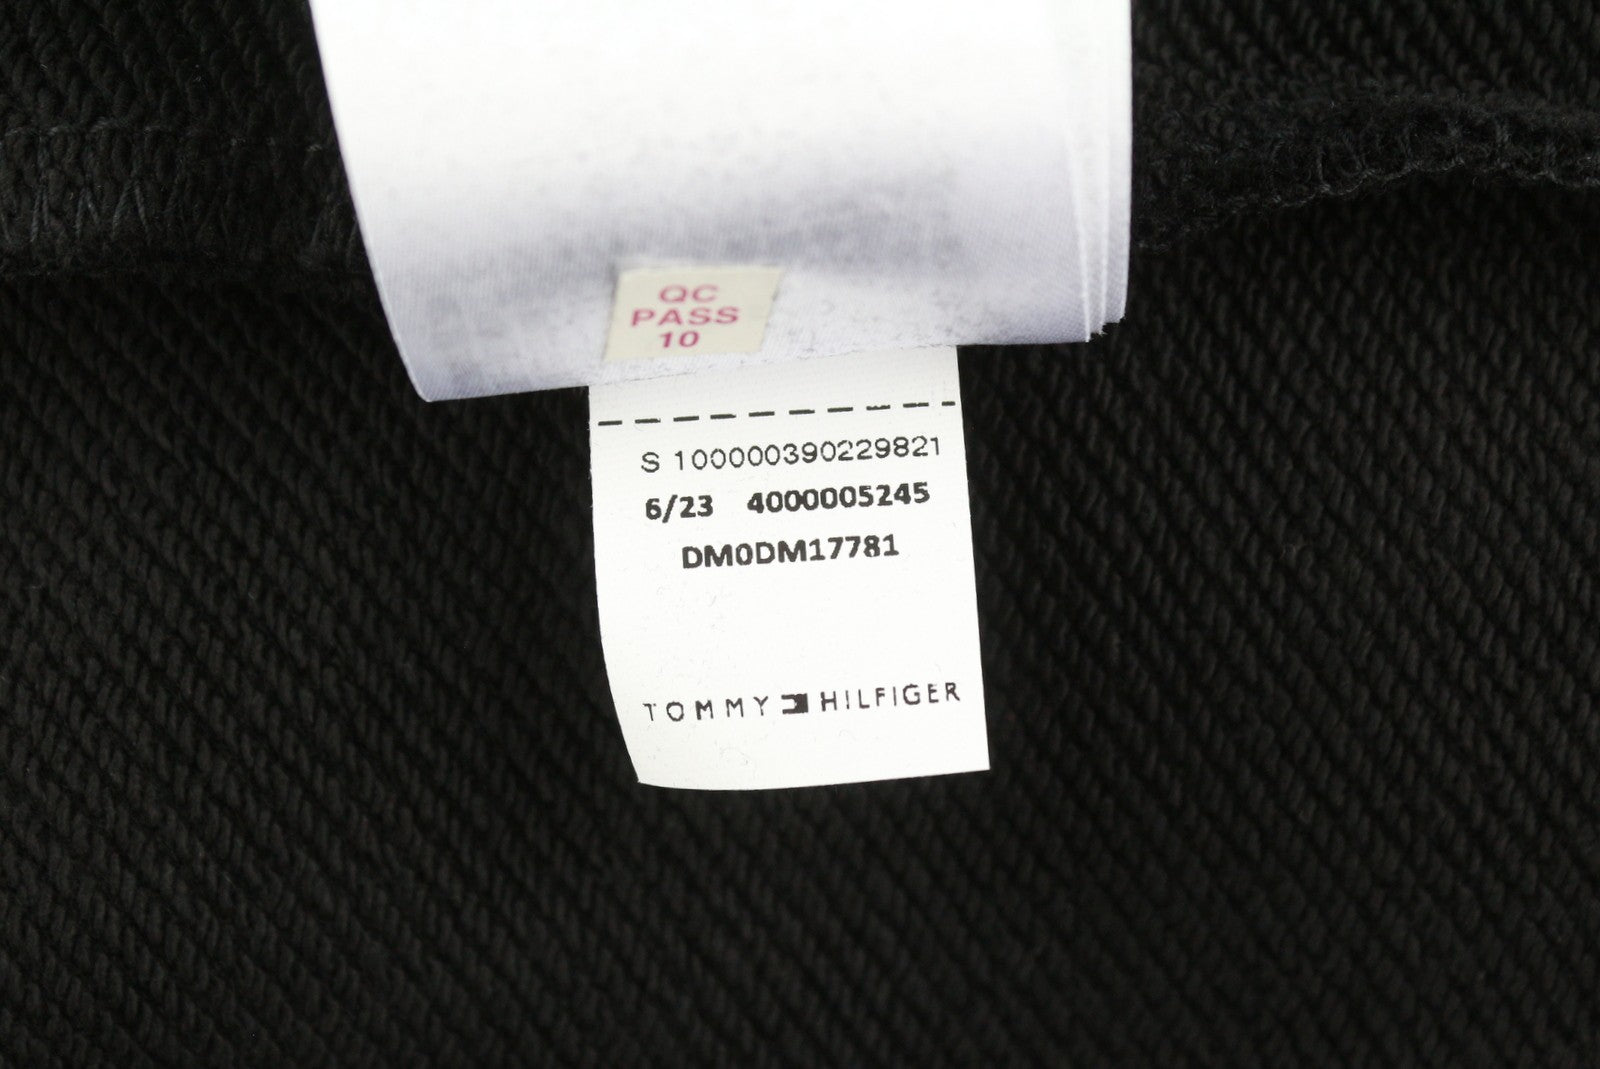 QC
PASS
10
S 100000390229821
6/23 4000005245
DM0DM17781
TOMMY HILFIGER